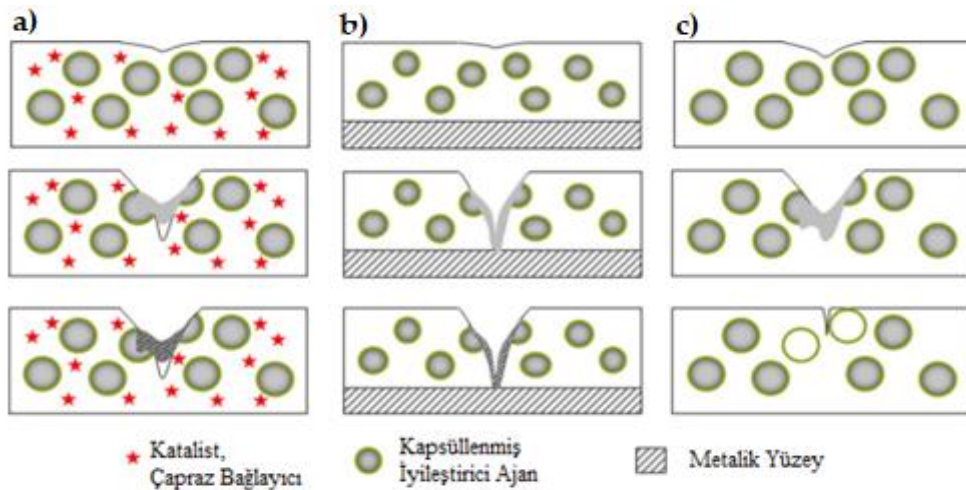 a)
b)
c)
Katalist,
Çapraz Bağlayıcı
Kapsüllenmiş
İyileştirici Ajan
Metalik Yüzey